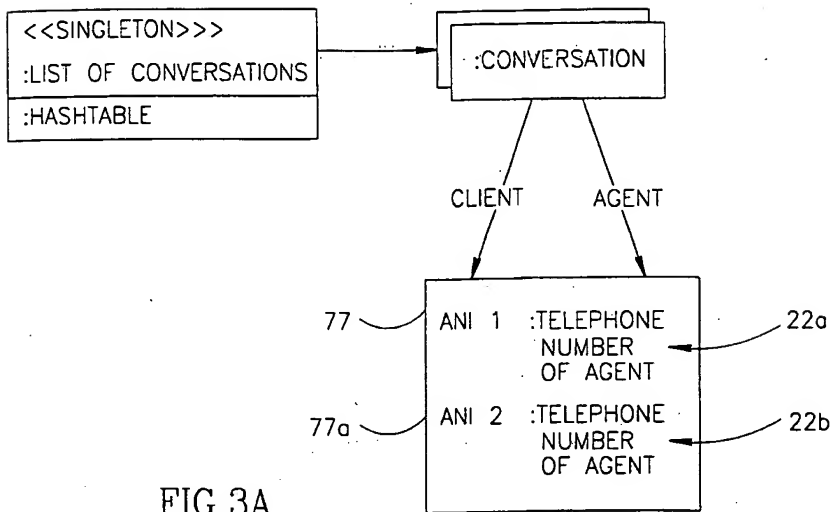 <<SINGLETON>>>
:LIST OF CONVERSATIONS
:HASHTABLE
...
:CONVERSATION
CLIENT AGENT
77 ANI 1 :TELEPHONE 22a
NUMBER
OF AGENT
77a ANI 2 :TELEPHONE 22b
NUMBER
OF AGENT
FIG.3A